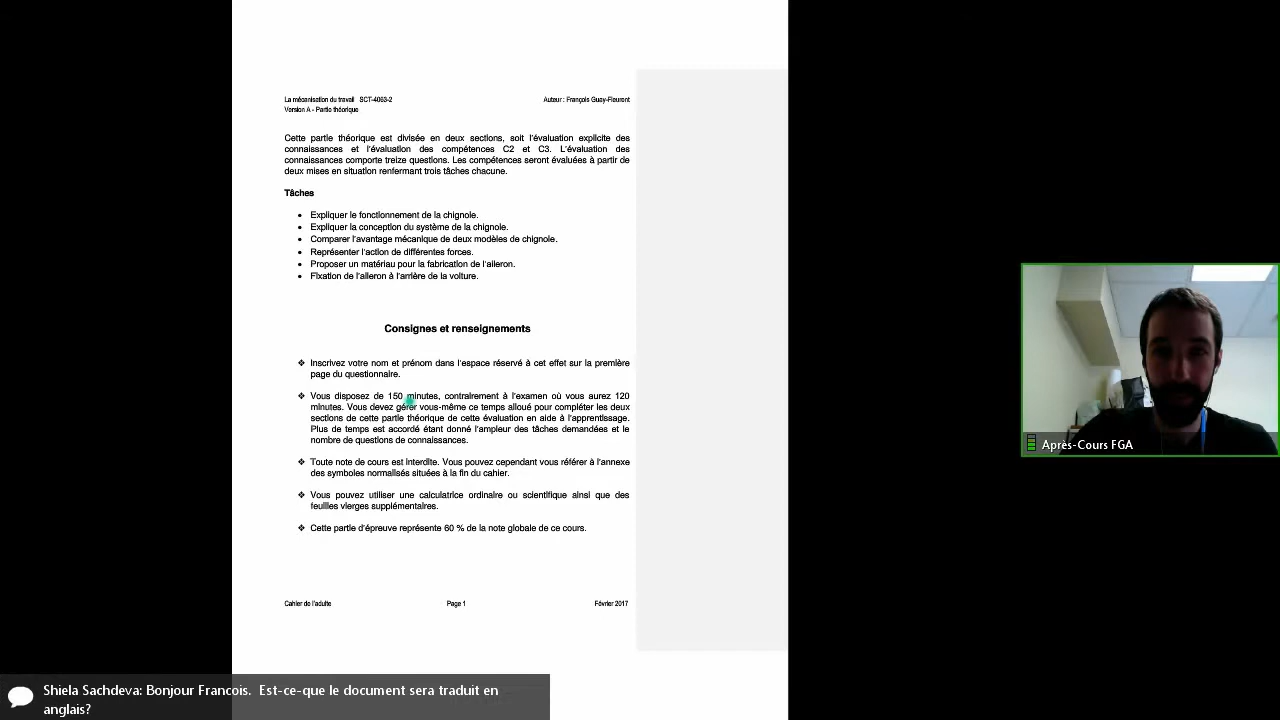 La mécanisation du travail SCT-4063-2
Auteur : François Guay-Fleurent
Version A - Partie théorique
Cette partie théorique est divisée en deux sections, soit l'évaluation explicite des
connaissances et l'évaluation des compétences C2 et C3. L'évaluation des
connaissances comporte treize questions. Les compétences seront évaluées à partir de
deux mises en situation renfermant trois tâches chacune.
Tâches
• Expliquer le fonctionnement de la chignole.
• Expliquer la conception du système de la chignole.
• Comparer l'avantage mécanique de deux modèles de chignole.
• Représenter l'action de différentes forces.
• Proposer un matériau pour la fabrication de l'aileron.
• Fixation de l'aileron à l'arrière de la voiture.
Consignes et renseignements
❖ Inscrivez votre nom et prénom dans l'espace réservé à cet effet sur la première
page du questionnaire.
❖ Vous disposez de 150 minutes, contrairement à l'examen où vous aurez 120
minutes. Vous devez gérer vous-même ce temps alloué pour compléter les deux
sections de cette partie théorique de cette évaluation en aide à l'apprentissage.
Plus de temps est accordé étant donné l'ampleur des tâches demandées et le
nombre de questions de connaissances.
❖ Toute note de cours est interdite. Vous pouvez cependant vous référer à l'annexe
des symboles normalisés situées à la fin du cahier.
❖ Vous pouvez utiliser une calculatrice ordinaire ou scientifique ainsi que des
feuilles vierges supplémentaires.
❖ Cette partie d'épreuve représente 60 % de la note globale de ce cours.
Cahier de l'adulte
Page 1
Février 2017
Après-Cours FGA
Shiela Sachdeva: Bonjour Francois. Est-ce-que le document sera traduit en
anglais?